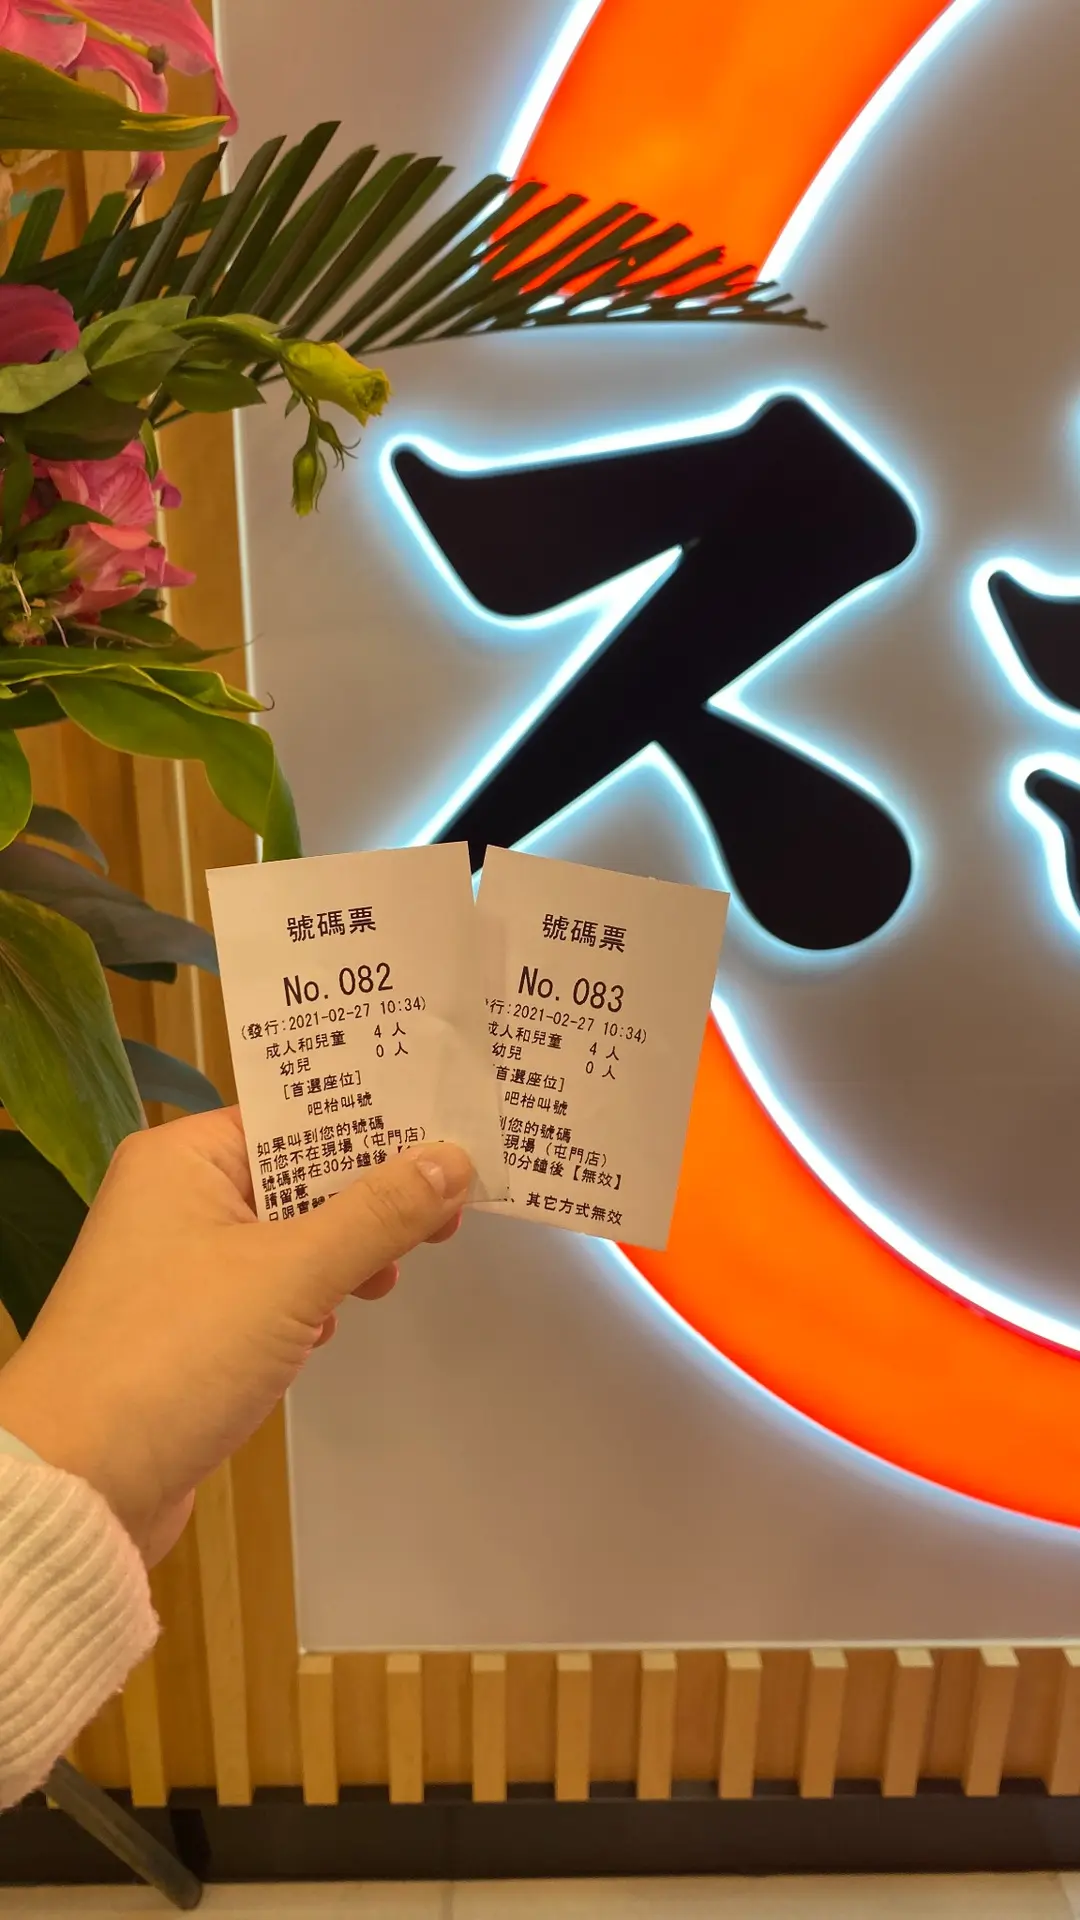 ス
號碼票
No. 082
(發行:2021-02-27 10:34)
成人和兒童 4 人
幼兒 0 人
[首選座位]
吧枱叫號
如果叫到您的號碼
而您不在現場 (屯門店)
號碼將在30分鐘後【
請留意
只限
號碼票
No. 083
行:2021-02-27 10:34)
成人和兒童 4 人
幼兒 0 人
首選座位]
吧枱叫號
到您的號碼
現場 (屯門店)
30分鐘後【無效】
、其它方式無效